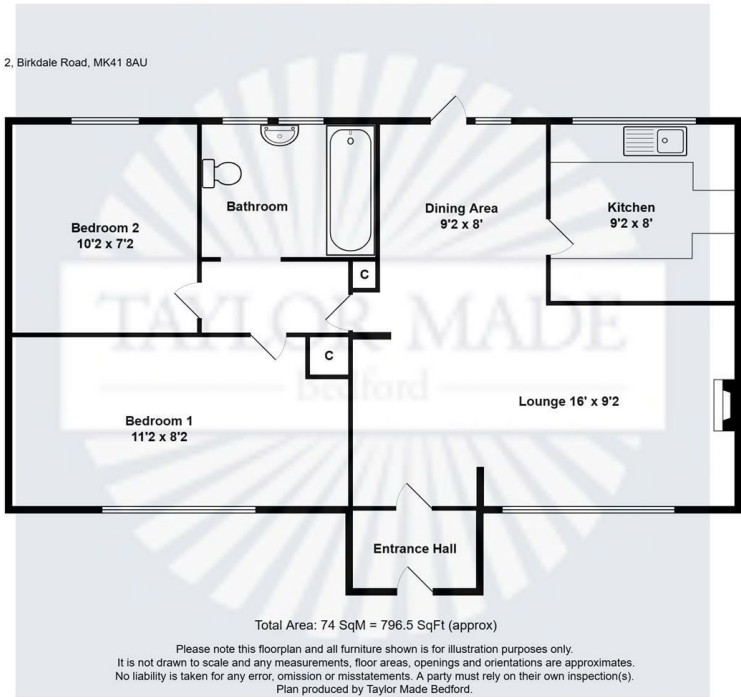 2, Birkdale Road, MK41 8AU
Bedroom 2
10'2 x 7'2
Bathroom
Dining Area
9'2 x 8'
Kitchen
9'2 x 8'
C
TAYLOR MADE
Bedford
C
Bedroom 1
11'2 x 8'2
Lounge 16' x 9'2
Entrance Hall
Total Area: 74 SqM = 796.5 SqFt (approx)
Please note this floorplan and all furniture shown is for illustration purposes only.
It is not drawn to scale and any measurements, floor areas, openings and orientations are approximates.
No liability is taken for any error, omission or misstatements. A party must rely on their own inspection(s).
Plan produced by Taylor Made Bedford.